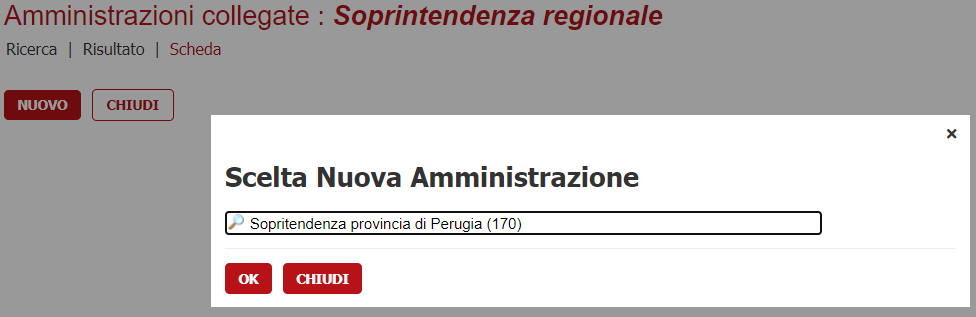 Amministrazioni collegate : Soprintendenza regionale
Ricerca | Risultato | Scheda
NUOVO CHIUDI
×
Scelta Nuova Amministrazione
Sopritendenza provincia di Perugia (170)
OK CHIUDI